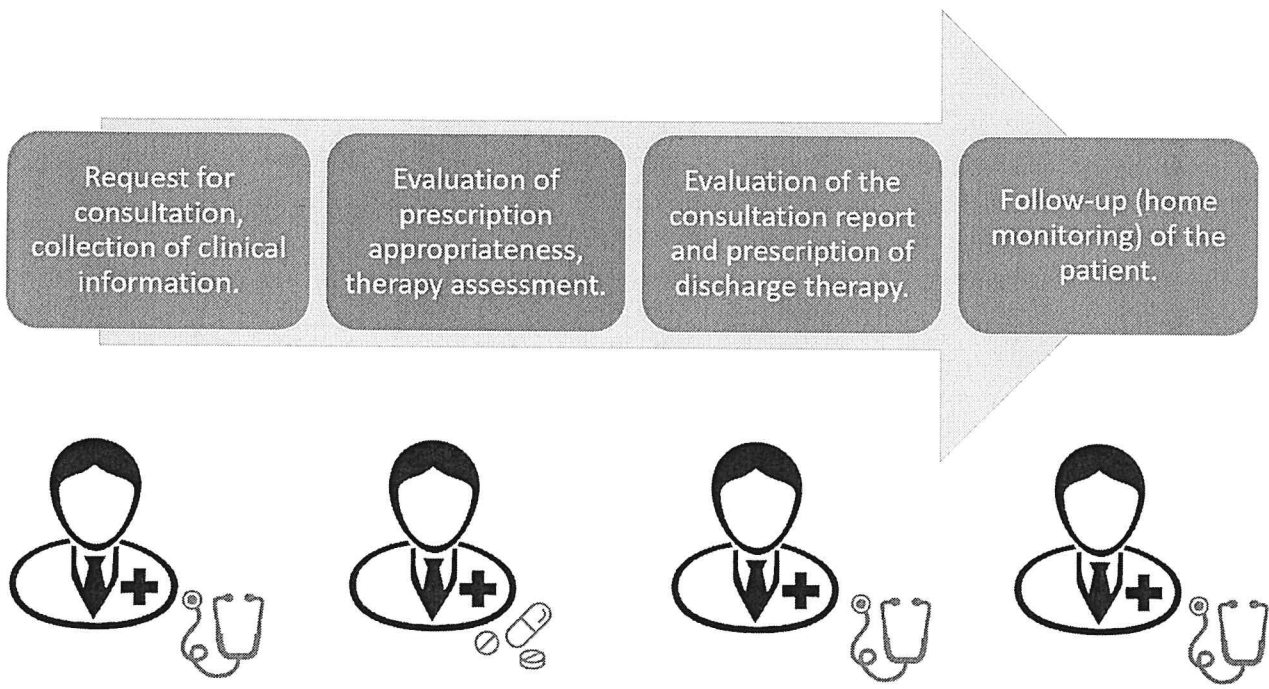 Request for
consultation,
collection of clinical
information.
Evaluation of
prescription
appropriateness,
therapy assessment.
Evaluation of the
consultation report
and prescription of
discharge therapy.
Follow-up (home
monitoring) of the
patient.